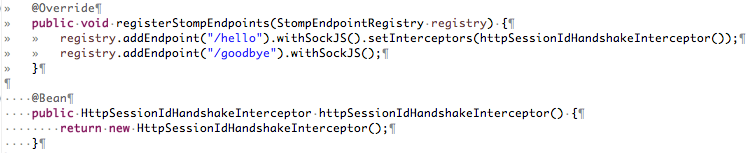 »   @Override¶
»   public·void·registerStompEndpoints(StompEndpointRegistry·registry)·{¶
»   »   registry.addEndpoint("/hello").withSockJS().setInterceptors(httpSessionIdHandshakeInterceptor());¶
»   »   registry.addEndpoint("/goodbye").withSockJS();¶
»   }¶
¶
····@Bean¶
····public·HttpSessionIdHandshakeInterceptor·httpSessionIdHandshakeInterceptor()·{¶
········return·new·HttpSessionIdHandshakeInterceptor();¶
····}¶